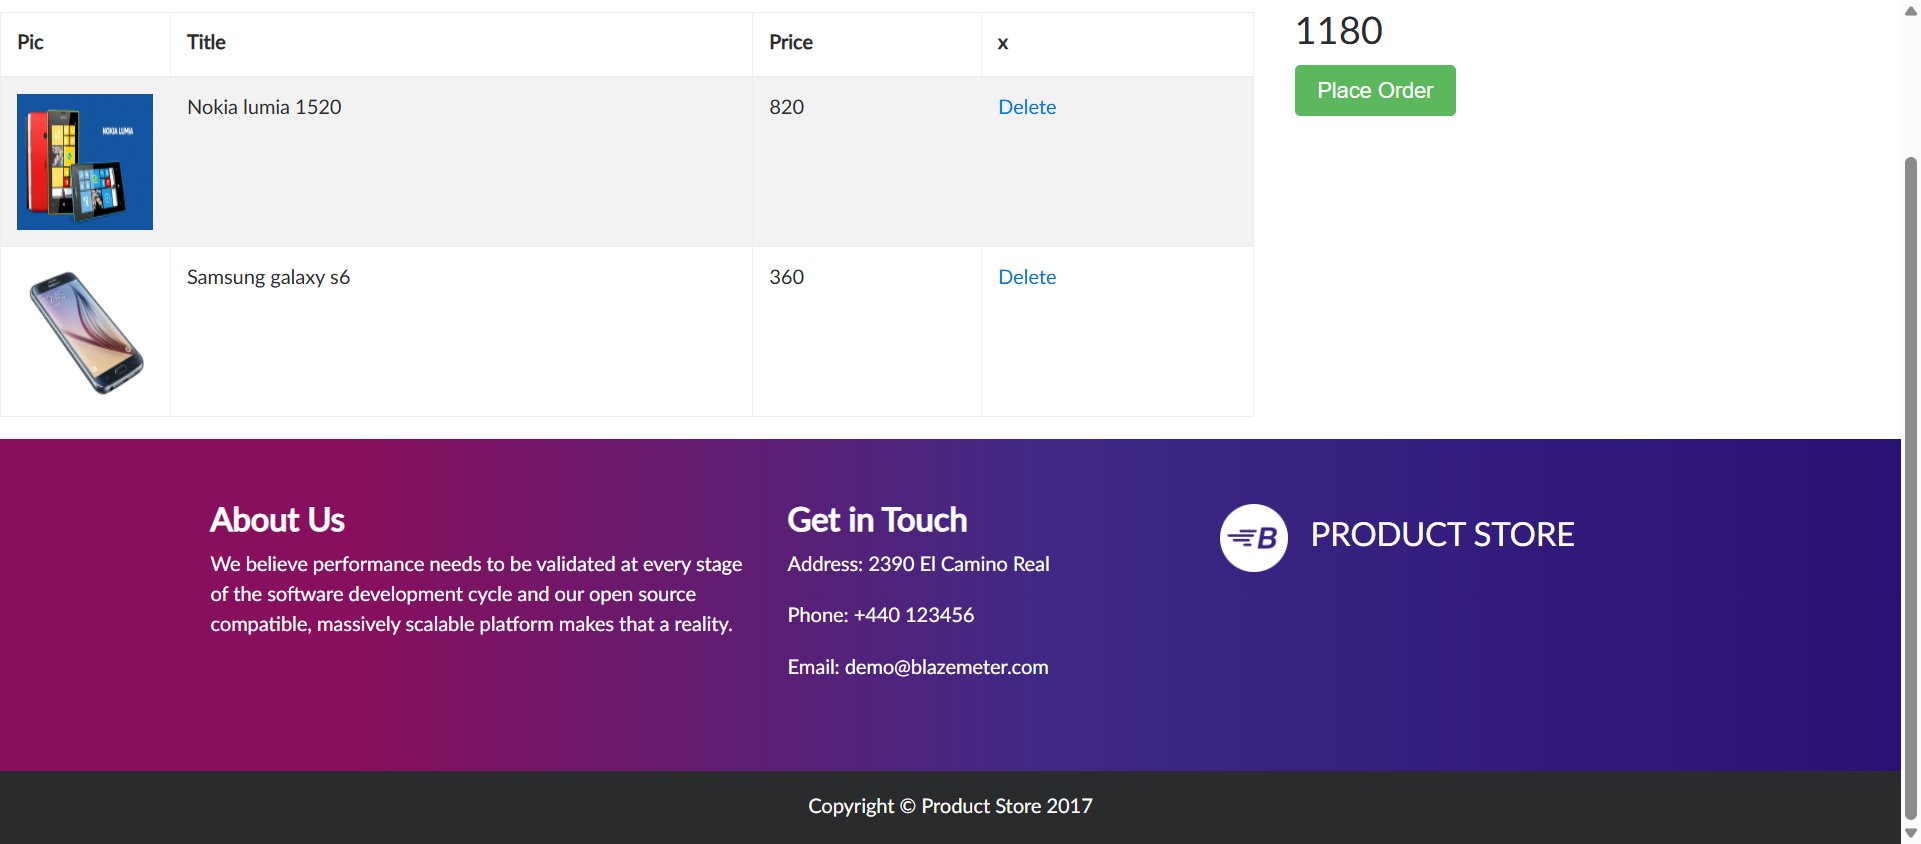 Pic Title Price x
NOKIA LUMIA
Nokia lumia 1520 820 Delete
Samsung galaxy s6 360 Delete
1180
Place Order
About Us
We believe performance needs to be validated at every stage
of the software development cycle and our open source
compatible, massively scalable platform makes that a reality.
Get in Touch
Address: 2390 El Camino Real
Phone: +440 123456
Email: demo@blazemeter.com
B PRODUCT STORE
Copyright © Product Store 2017